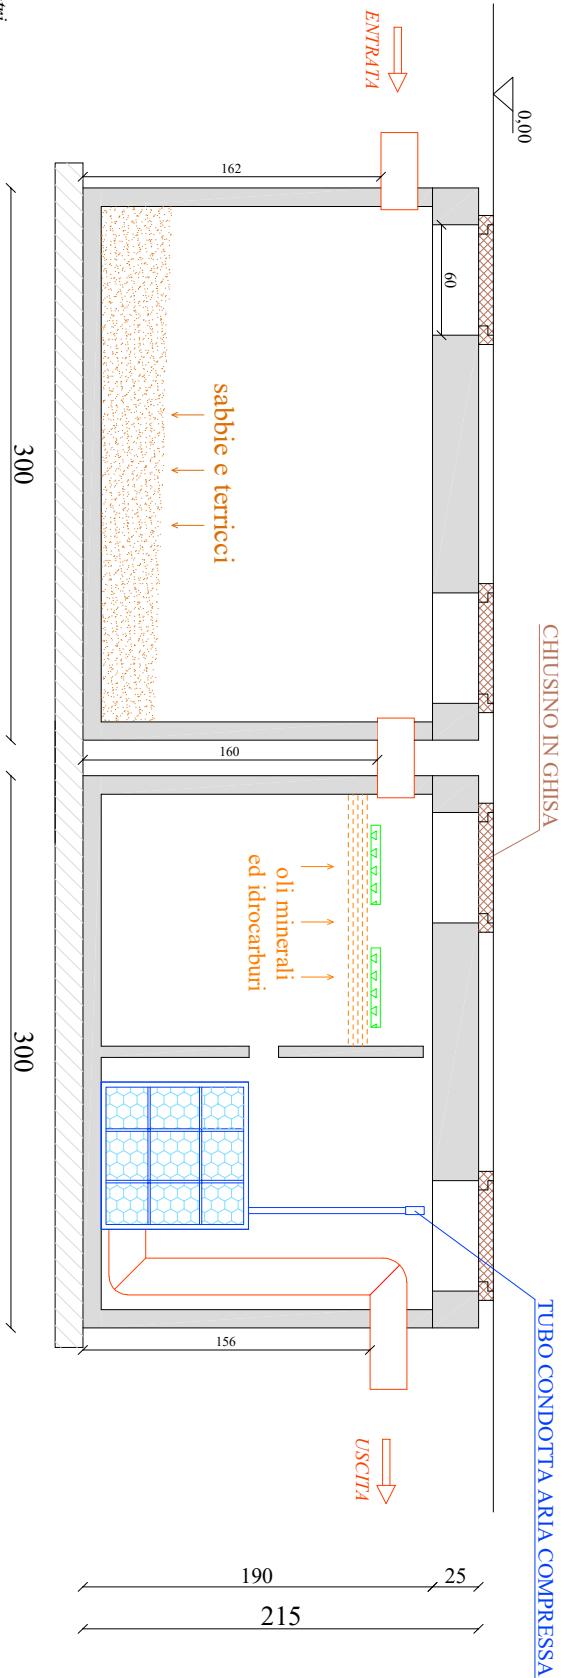 0,00
ENTRATA
162
60
sabbie e terricci
300
CHIUSINO IN GHISA
160
oli minerali
ed idrocarburi
300
TUBO CONDOTTA ARIA COMPRESSA
156
USCITA
190
25
215